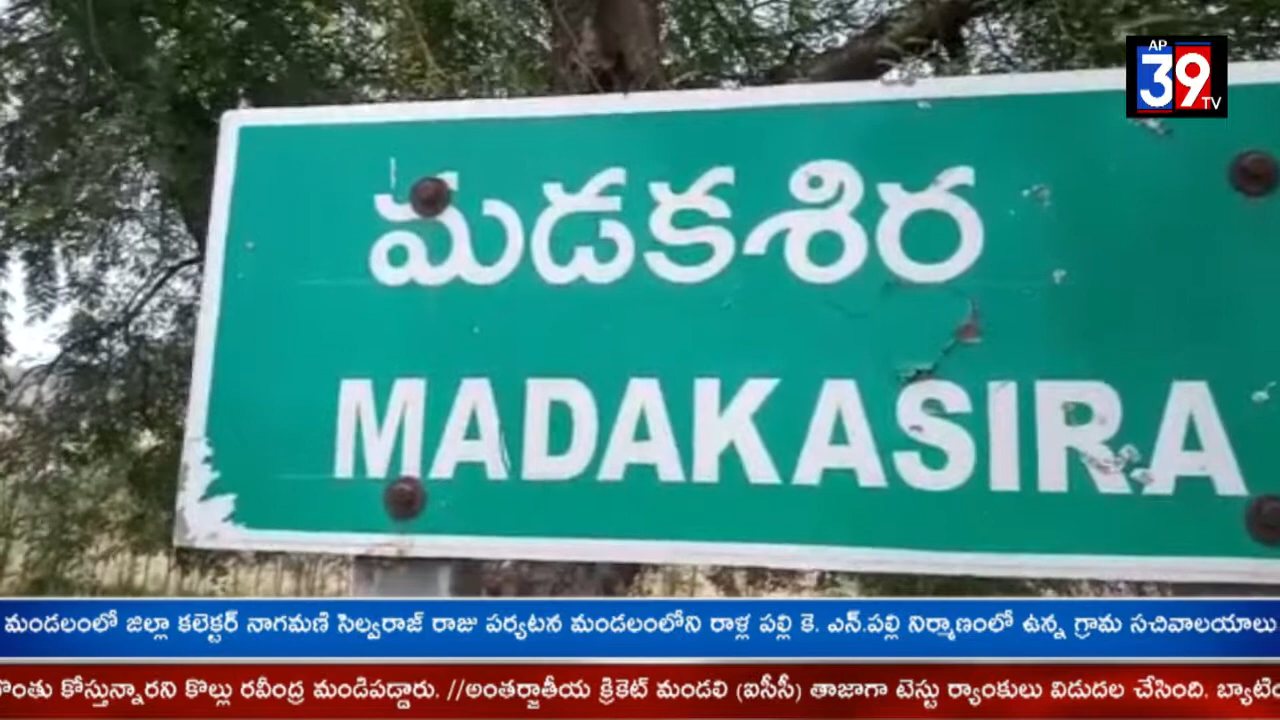 AP
39
TV
మడకశిర
MADAKASIRA
మండలంలో జిల్లా కలెక్టర్ నాగమణి సెల్వరాజ్ రాజు పర్యటన మండలంలోని రాళ్ల పల్లి కె. ఎన్.పల్లి నిర్మాణంలో ఉన్న గ్రామ సచివాలయాలు
కోస్తున్నారని కొల్లు రవీంద్ర మండిపడ్డారు. //అంతర్జాతీయ క్రికెట్ మండలి (ఐసీసీ) తాజాగా టెస్టు ర్యాంకులు విడుదల చేసింది.